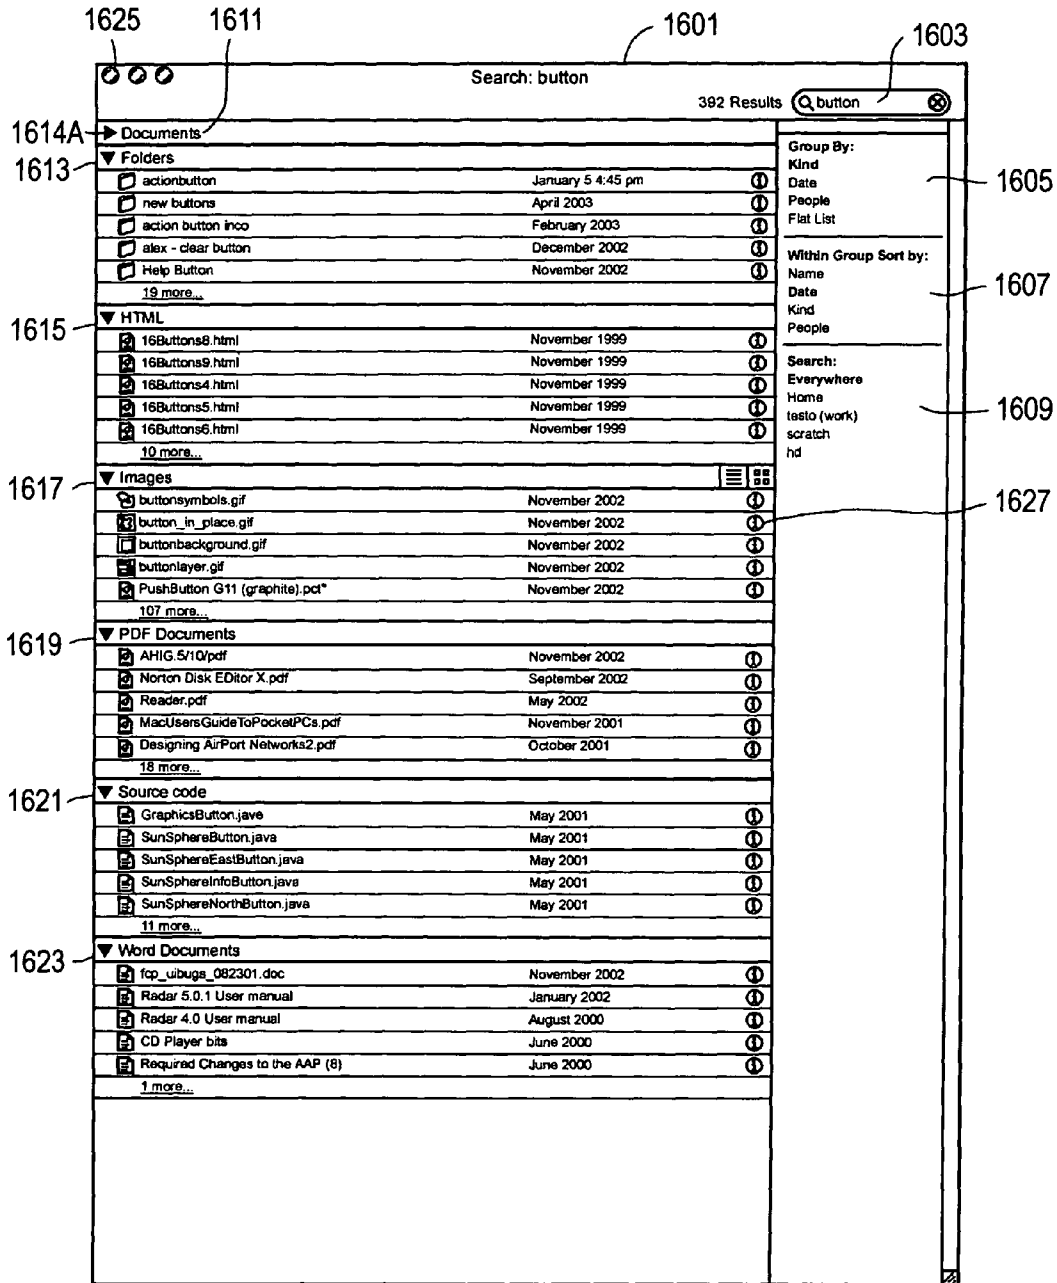 1625 1611 1601 1603
Search: button
392 Results button
1614A Documents
Group By:
Kind
Date
People
Flat List
1605
Within Group Sort by:
Name
Date
Kind
People
1607
Search:
Everywhere
Home
testo (work)
scratch
hd
1609
1613 Folders
actionbutton January 5 4:45 pm
new buttons April 2003
action button inco February 2003
alex - clear button December 2002
Help Button November 2002
19 more...
1615 HTML
16Buttons8.html November 1999
16Buttons9.html November 1999
16Buttons4.html November 1999
16Buttons5.html November 1999
16Buttons6.html November 1999
10 more...
1617 Images
buttonsymbols.gif November 2002
button_in_place.gif November 2002 1627
buttonbackground.gif November 2002
buttonlayer.gif November 2002
PushButton G11 (graphite).pct* November 2002
107 more...
1619 PDF Documents
AHIG.5/10/pdf November 2002
Norton Disk EDitor X.pdf September 2002
Reader.pdf May 2002
MacUsersGuideToPocketPCs.pdf November 2001
Designing AirPort Networks2.pdf October 2001
18 more...
1621 Source code
GraphicsButton.jave May 2001
SunSphereButton.java May 2001
SunSphereEastButton.java May 2001
SunSphereInfoButton.java May 2001
SunSphereNorthButton.java May 2001
11 more...
1623 Word Documents
fcp_uibugs_082301.doc November 2002
Radar 5.0.1 User manual January 2002
Radar 4.0 User manual August 2000
CD Player bits June 2000
Required Changes to the AAP (8) June 2000
1 more...